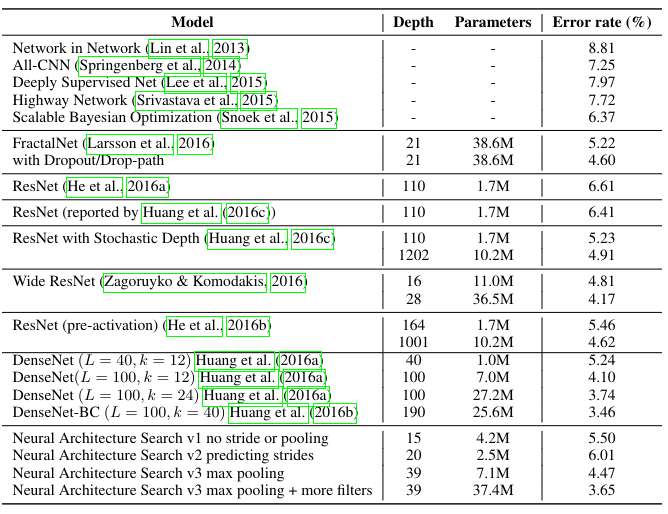 Model Depth Parameters Error rate (%)
Network in Network (Lin et al., 2013) - - 8.81
All-CNN (Springenberg et al., 2014) - - 7.25
Deeply Supervised Net (Lee et al., 2015) - - 7.97
Highway Network (Srivastava et al., 2015) - - 7.72
Scalable Bayesian Optimization (Snoek et al., 2015) - - 6.37
FractalNet (Larsson et al., 2016) 21 38.6M 5.22
with Dropout/Drop-path 21 38.6M 4.60
ResNet (He et al., 2016a) 110 1.7M 6.61
ResNet (reported by Huang et al. (2016c)) 110 1.7M 6.41
ResNet with Stochastic Depth (Huang et al., 2016c) 110 1.7M 5.23
1202 10.2M 4.91
Wide ResNet (Zagoruyko & Komodakis, 2016) 16 11.0M 4.81
28 36.5M 4.17
ResNet (pre-activation) (He et al., 2016b) 164 1.7M 5.46
1001 10.2M 4.62
DenseNet (L = 40, k = 12) Huang et al. (2016a) 40 1.0M 5.24
DenseNet(L = 100, k = 12) Huang et al. (2016a) 100 7.0M 4.10
DenseNet (L = 100, k = 24) Huang et al. (2016a) 100 27.2M 3.74
DenseNet-BC (L = 100, k = 40) Huang et al. (2016b) 190 25.6M 3.46
Neural Architecture Search v1 no stride or pooling 15 4.2M 5.50
Neural Architecture Search v2 predicting strides 20 2.5M 6.01
Neural Architecture Search v3 max pooling 39 7.1M 4.47
Neural Architecture Search v3 max pooling + more filters 39 37.4M 3.65